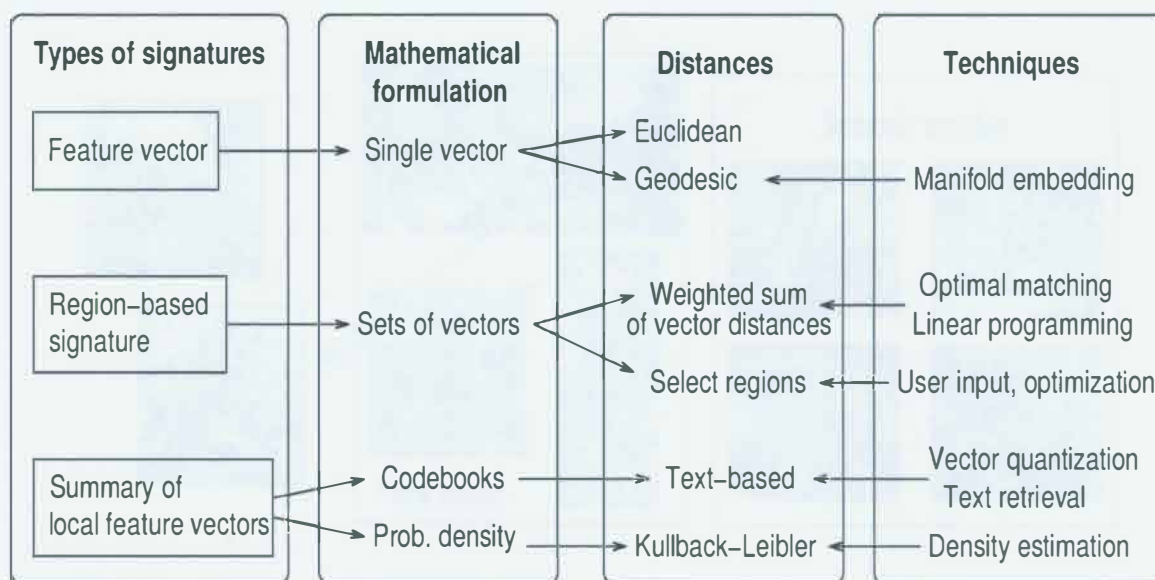 Types of signatures
Feature vector
Region-based
signature
Summary of
local feature vectors
Mathematical
formulation
Single vector
Sets of vectors
Codebooks
Prob. density
Distances
Euclidean
Geodesic
Weighted sum
of vector distances
Select regions
Text-based
Kullback-Leibler
Techniques
Manifold embedding
Optimal matching
Linear programming
User input, optimization
Vector quantization
Text retrieval
Density estimation